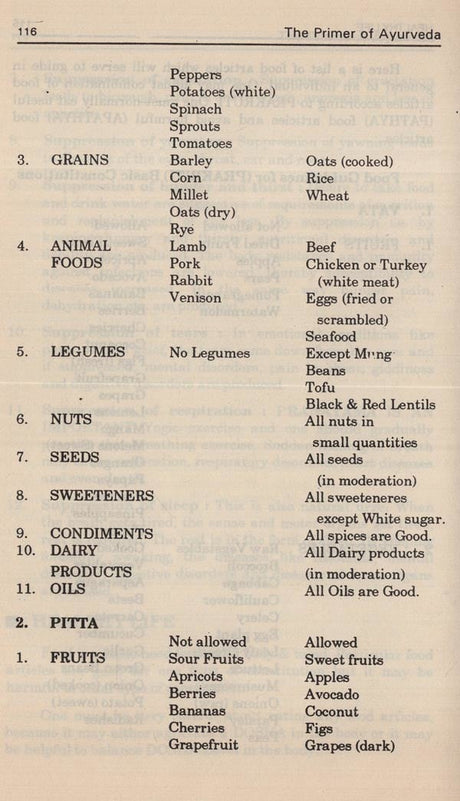 116 The Primer of Ayurveda
Peppers
Potatoes (white)
Spinach
Sprouts
Tomatoes
3. GRAINS Barley Oats (cooked)
Corn Rice
Millet Wheat
Oats (dry)
Rye
4. ANIMAL Lamb Beef
FOODS Pork Chicken or Turkey
Rabbit (white meat)
Venison Eggs (fried or
scrambled)
Seafood
5. LEGUMES No Legumes Except Mung
Beans
Tofu
Black & Red Lentils
6. NUTS All nuts in
small quantities
7. SEEDS All seeds
(in moderation)
8. SWEETENERS All sweeteneres
except White sugar.
9. CONDIMENTS All spices are Good.
10. DAIRY All Dairy products
PRODUCTS (in moderation)
11. OILS All Oils are Good.
2. PITTA
Not allowed Allowed
1. FRUITS Sour Fruits Sweet fruits
Apricots Apples
Berries Avocado
Bananas Coconut
Cherries Figs
Grapefruit Grapes (dark)